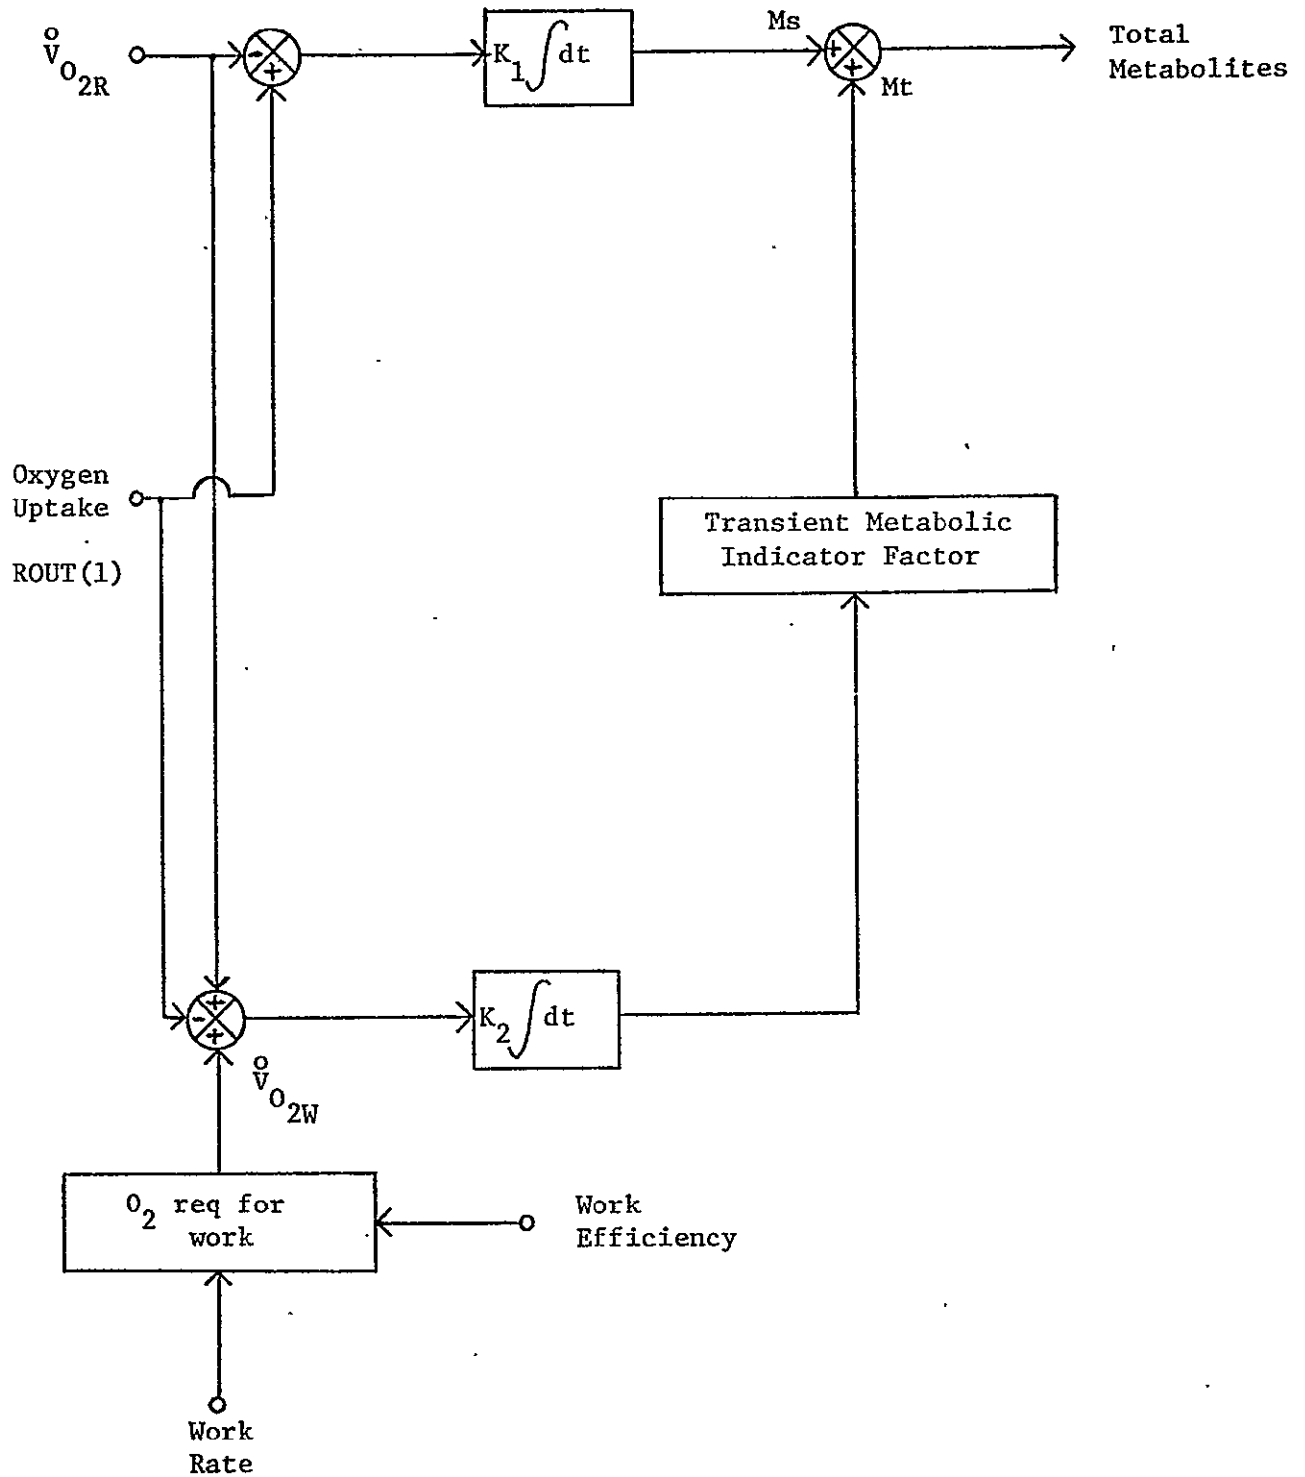 V̊O2R
-
+
K1∫dt
Ms
+
+
Mt
Total
Metabolites
Oxygen
Uptake
ROUT(1)
Transient Metabolic
Indicator Factor
+
-
+
K2∫dt
V̊O2W
O2 req for
work
Work
Efficiency
Work
Rate